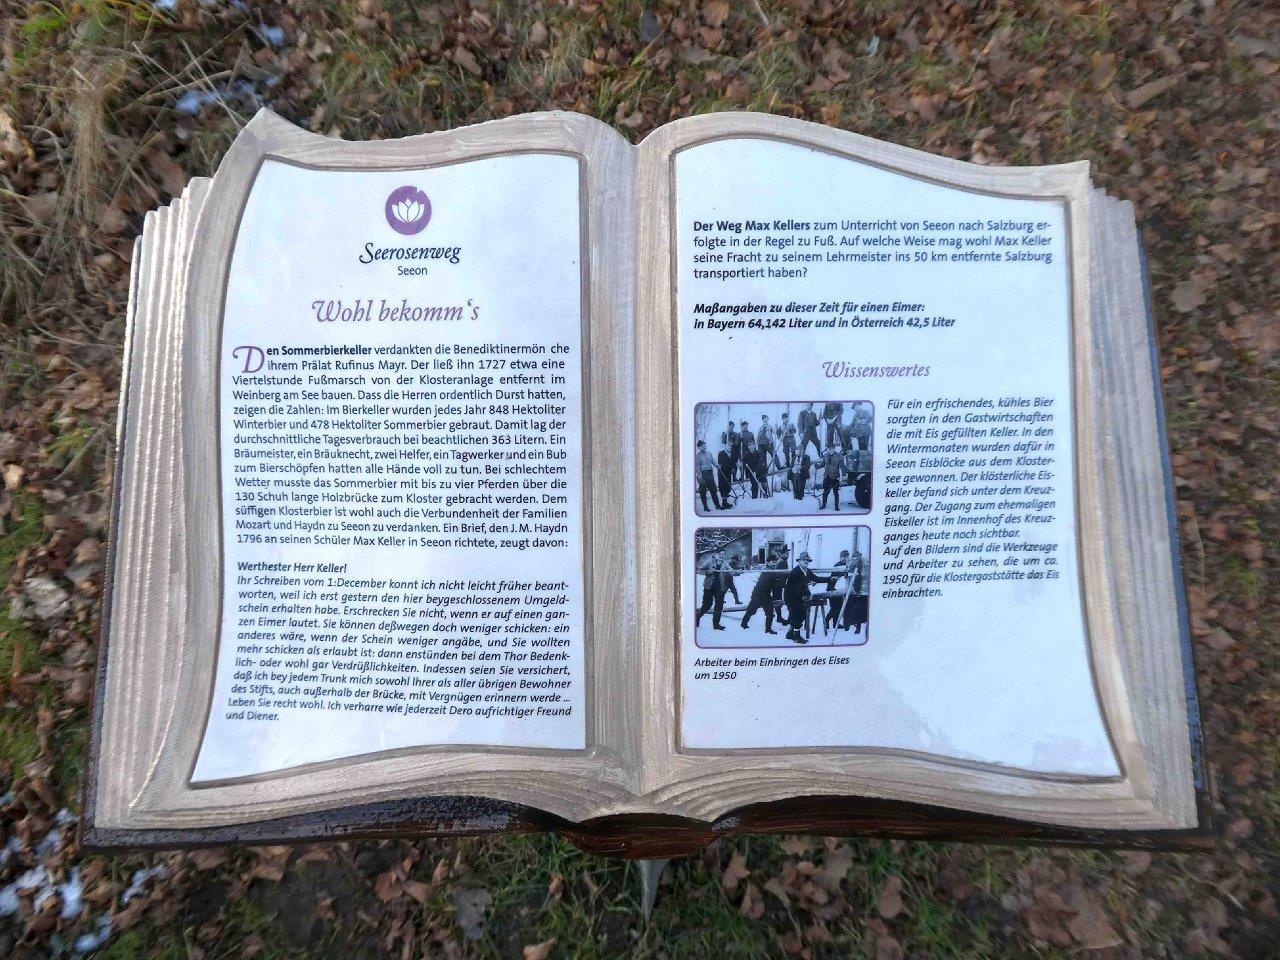 Seerosenweg
Seeon
Wohl bekomm's
Den Sommerbierkeller verdankten die Benediktinermön che
ihrem Prälat Rufinus Mayr. Der ließ ihn 1727 etwa eine
Viertelstunde Fußmarsch von der Klosteranlage entfernt im
Weinberg am See bauen. Dass die Herren ordentlich Durst hatten,
zeigen die Zahlen: Im Bierkeller wurden jedes Jahr 848 Hektoliter
Winterbier und 478 Hektoliter Sommerbier gebraut. Damit lag der
durchschnittliche Tagesverbrauch bei beachtlichen 363 Litern. Ein
Bräumeister, ein Bräuknecht, zwei Helfer, ein Tagwerker und ein Bub
zum Bierschöpfen hatten alle Hände voll zu tun. Bei schlechtem
Wetter musste das Sommerbier mit bis zu vier Pferden über die
130 Schuh lange Holzbrücke zum Kloster gebracht werden. Dem
süffigen Klosterbier ist wohl auch die Verbundenheit der Familien
Mozart und Haydn zu Seeon zu verdanken. Ein Brief, den J. M. Haydn
1796 an seinen Schüler Max Keller in Seeon richtete, zeugt davon:
Werthester Herr Keller!
Ihr Schreiben vom 1:December konnt ich nicht leicht früher beant-
worten, weil ich erst gestern den hier beygeschlossenem Umgeld-
schein erhalten habe. Erschrecken Sie nicht, wenn er auf einen gan-
zen Eimer lautet. Sie können deßwegen doch weniger schicken: ein
anderes wäre, wenn der Schein weniger angäbe, und Sie wollten
mehr schicken als erlaubt ist: dann enstünden bei dem Thor Bedenk-
lich- oder wohl gar Verdrüßlichkeiten. Indessen seien Sie versichert,
daß ich bey jedem Trunk mich sowohl Ihrer als aller übrigen Bewohner
des Stifts, auch außerhalb der Brücke, mit Vergnügen erinnern werde ...
Leben Sie recht wohl. Ich verharre wie jederzeit Dero aufrichtiger Freund
und Diener.
Der Weg Max Kellers zum Unterricht von Seeon nach Salzburg er-
folgte in der Regel zu Fuß. Auf welche Weise mag wohl Max Keller
seine Fracht zu seinem Lehrmeister ins 50 km entfernte Salzburg
transportiert haben?
Maßangaben zu dieser Zeit für einen Eimer:
in Bayern 64,142 Liter und in Österreich 42,5 Liter
Wissenswertes
Für ein erfrischendes, kühles Bier
sorgten in den Gastwirtschaften
die mit Eis gefüllten Keller. In den
Wintermonaten wurden dafür in
Seeon Eisblöcke aus dem Kloster-
see gewonnen. Der klösterliche Eis-
keller befand sich unter dem Kreuz-
gang. Der Zugang zum ehemaligen
Eiskeller ist im Innenhof des Kreuz-
ganges heute noch sichtbar.
Auf den Bildern sind die Werkzeuge
und Arbeiter zu sehen, die um ca.
1950 für die Klostergaststätte das Eis
einbrachten.
Arbeiter beim Einbringen des Eises
um 1950